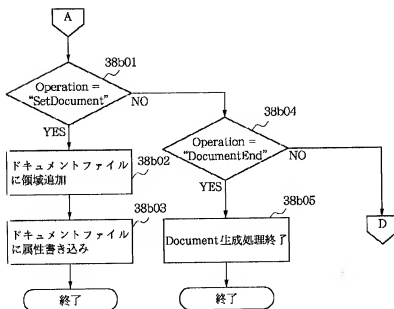 A
38b01
Operation =
"SetDocument"
NO
YES
38b04
Operation =
"DocumentEnd"
NO
YES
ドキュメントファイル
に領域追加
38b02
38b03
ドキュメントファイル
に属性書き込み
38b05
Document 生成処理終了
D
終了
終了